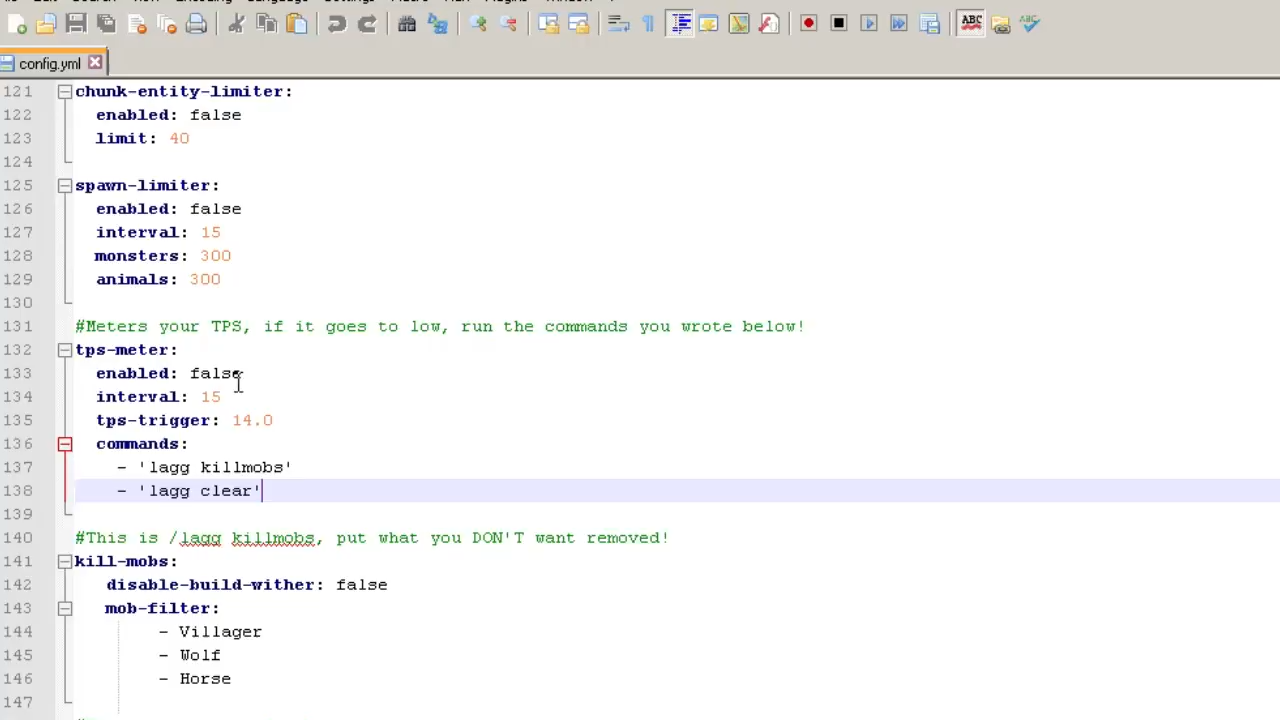 config.yml
121 chunk-entity-limiter:
122 enabled: false
123 limit: 40
124
125 spawn-limiter:
126 enabled: false
127 interval: 15
128 monsters: 300
129 animals: 300
130
131 #Meters your TPS, if it goes to low, run the commands you wrote below!
132 tps-meter:
133 enabled: false
134 interval: 15
135 tps-trigger: 14.0
136 commands:
137 - 'lagg killmobs'
138 - 'lagg clear'
139
140 #This is /lagg killmobs, put what you DON'T want removed!
141 kill-mobs:
142 disable-build-wither: false
143 mob-filter:
144 - Villager
145 - Wolf
146 - Horse
147